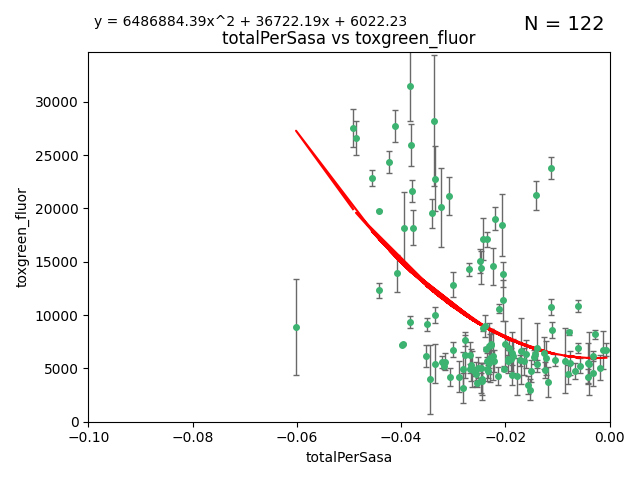 y = 6486884.39x^2 + 36722.19x + 6022.23
N = 122
totalPerSasa vs toxgreen_fluor
toxgreen_fluor
30000
25000
20000
15000
10000
5000
0
−0.10
−0.08
−0.06
−0.04
−0.02
0.00
totalPerSasa